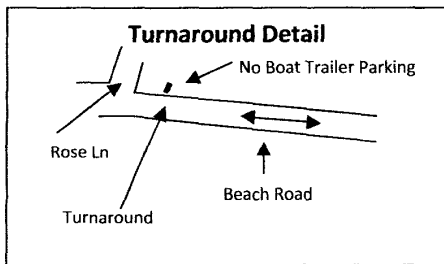 Turnaround Detail
No Boat Trailer Parking
Rose Ln
Beach Road
Turnaround